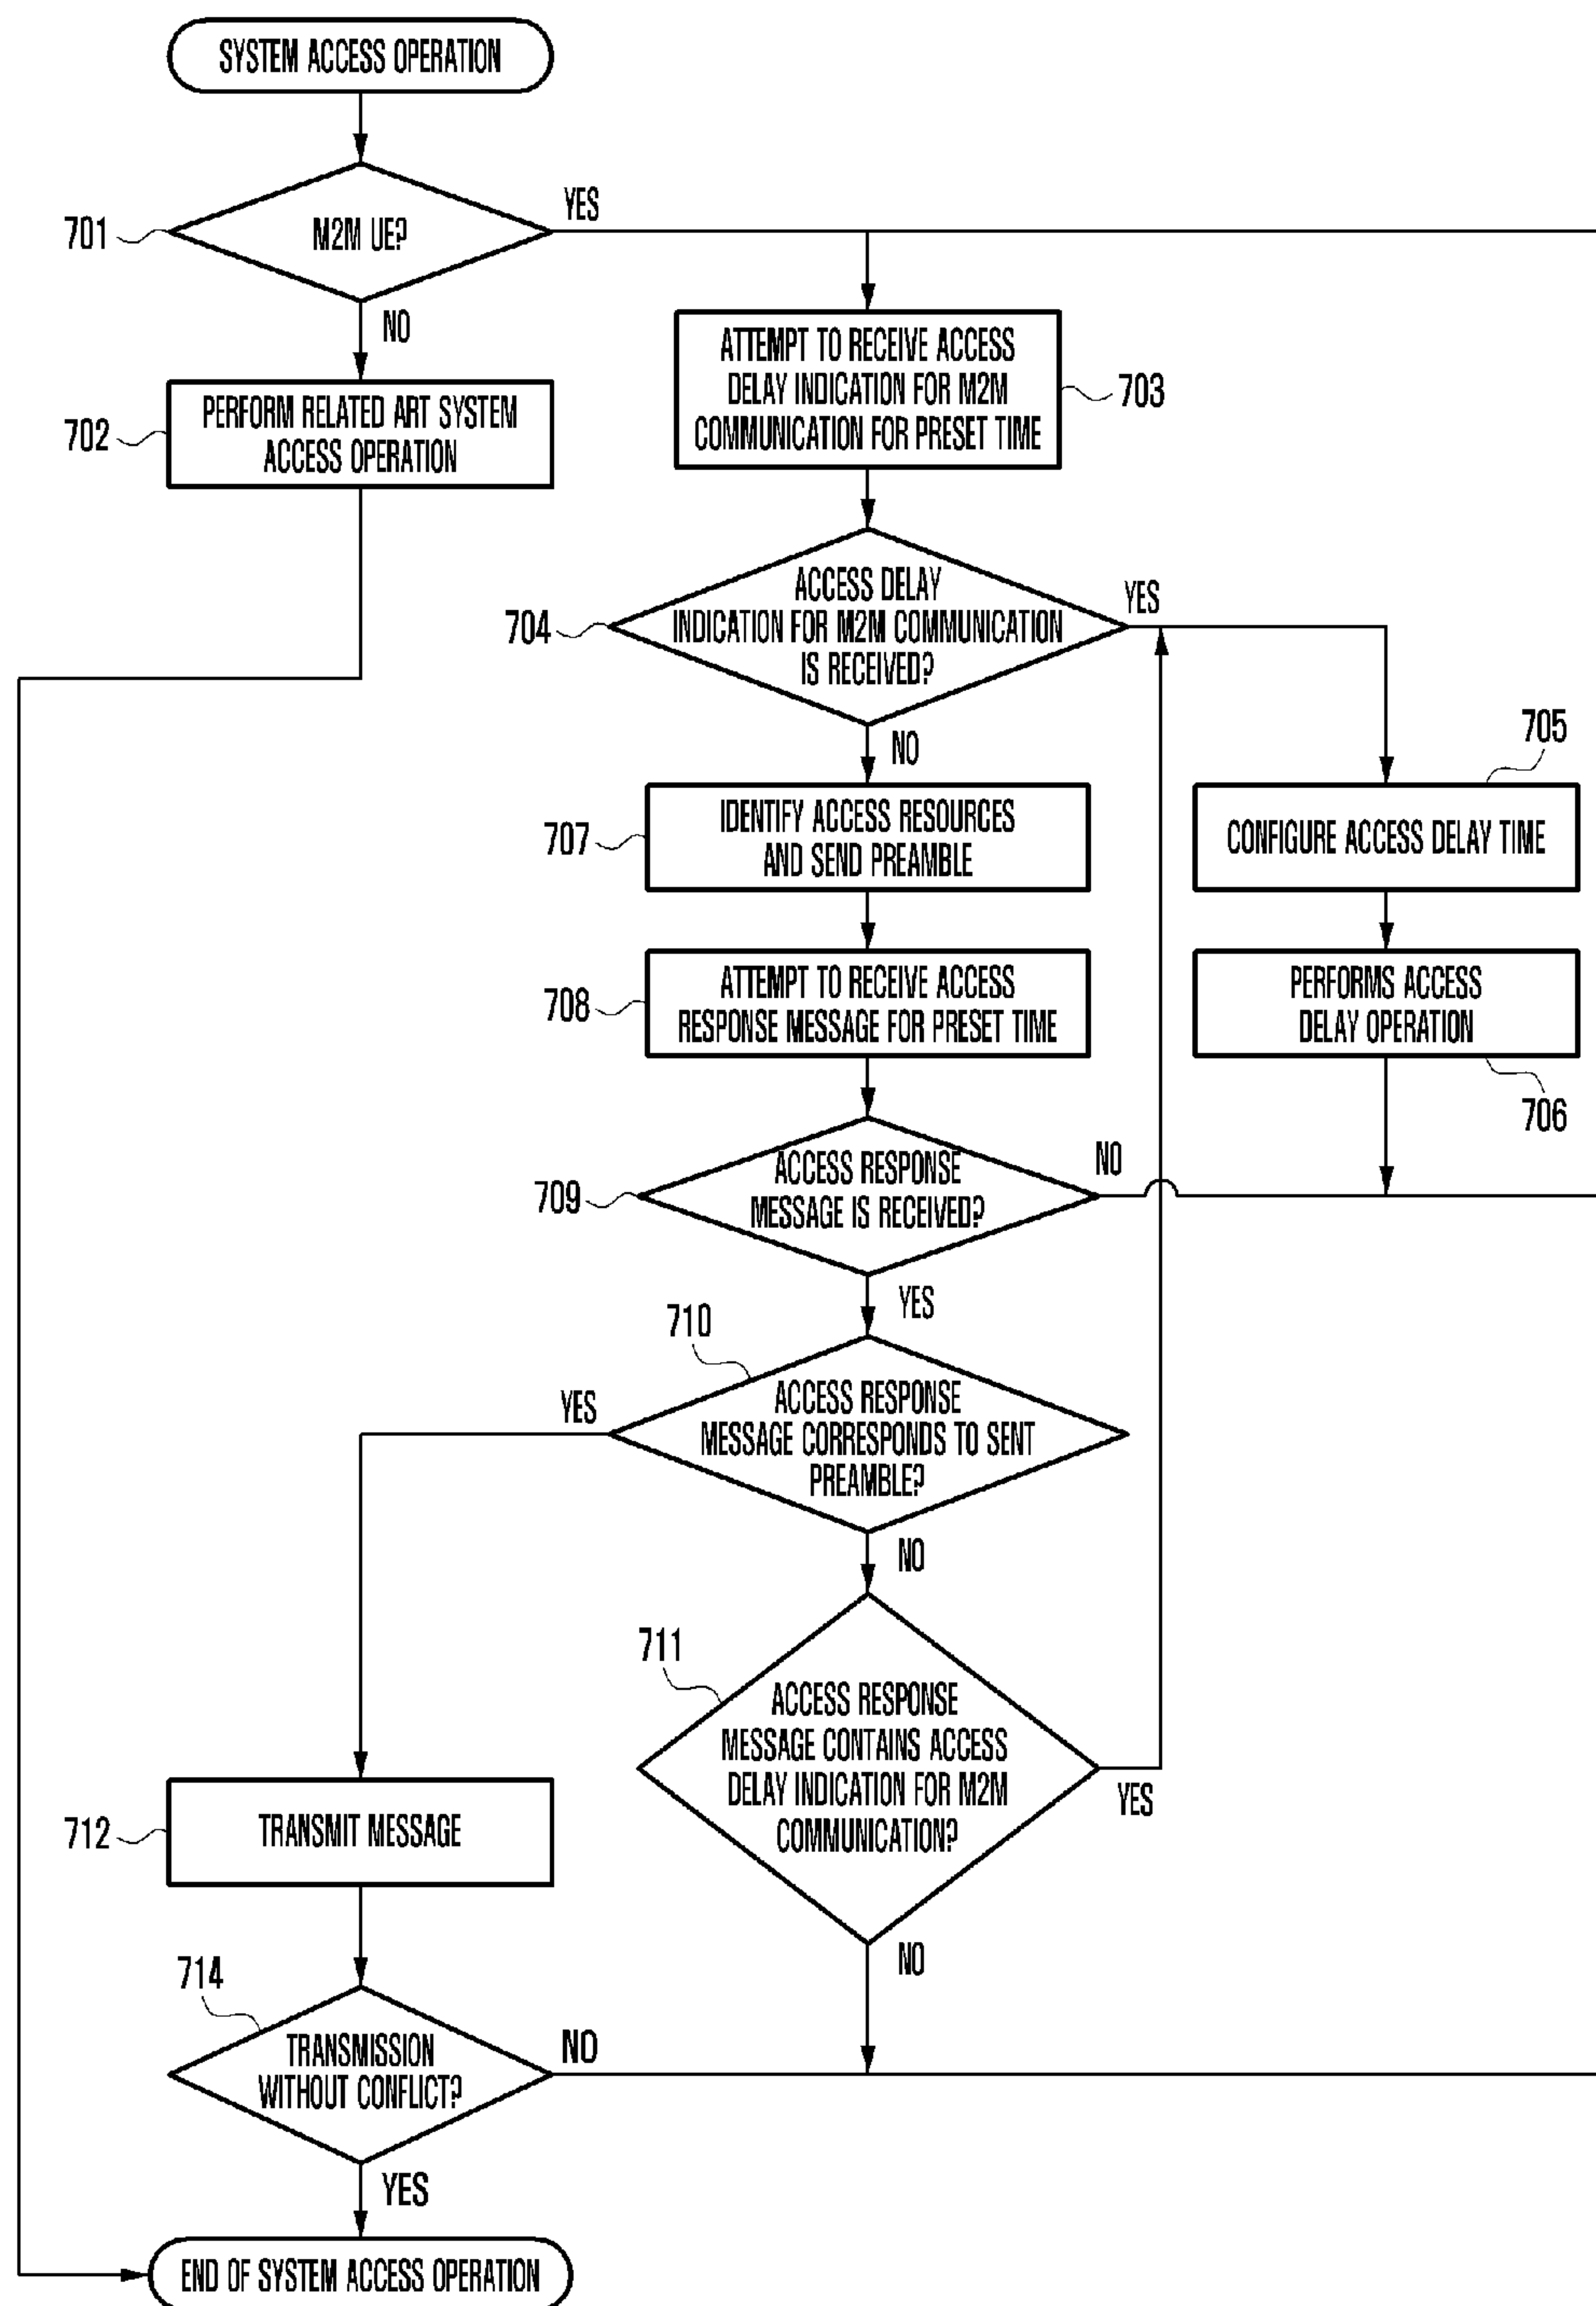 SYSTEM ACCESS OPERATION
701
M2M UE?
YES
NO
702
PERFORM RELATED ART SYSTEM
ACCESS OPERATION
ATTEMPT TO RECEIVE ACCESS
DELAY INDICATION FOR M2M
COMMUNICATION FOR PRESET TIME
703
704
ACCESS DELAY
INDICATION FOR M2M COMMUNICATION
IS RECEIVED?
YES
NO
705
CONFIGURE ACCESS DELAY TIME
707
IDENTIFY ACCESS RESOURCES
AND SEND PREAMBLE
708
ATTEMPT TO RECEIVE ACCESS
RESPONSE MESSAGE FOR PRESET TIME
PERFORMS ACCESS
DELAY OPERATION
706
709
ACCESS RESPONSE
MESSAGE IS RECEIVED?
NO
YES
710
ACCESS RESPONSE
MESSAGE CORRESPONDS TO SENT
PREAMBLE?
YES
NO
711
ACCESS RESPONSE
MESSAGE CONTAINS ACCESS
DELAY INDICATION FOR M2M
COMMUNICATION?
YES
NO
712
TRANSMIT MESSAGE
714
TRANSMISSION
WITHOUT CONFLICT?
NO
YES
END OF SYSTEM ACCESS OPERATION